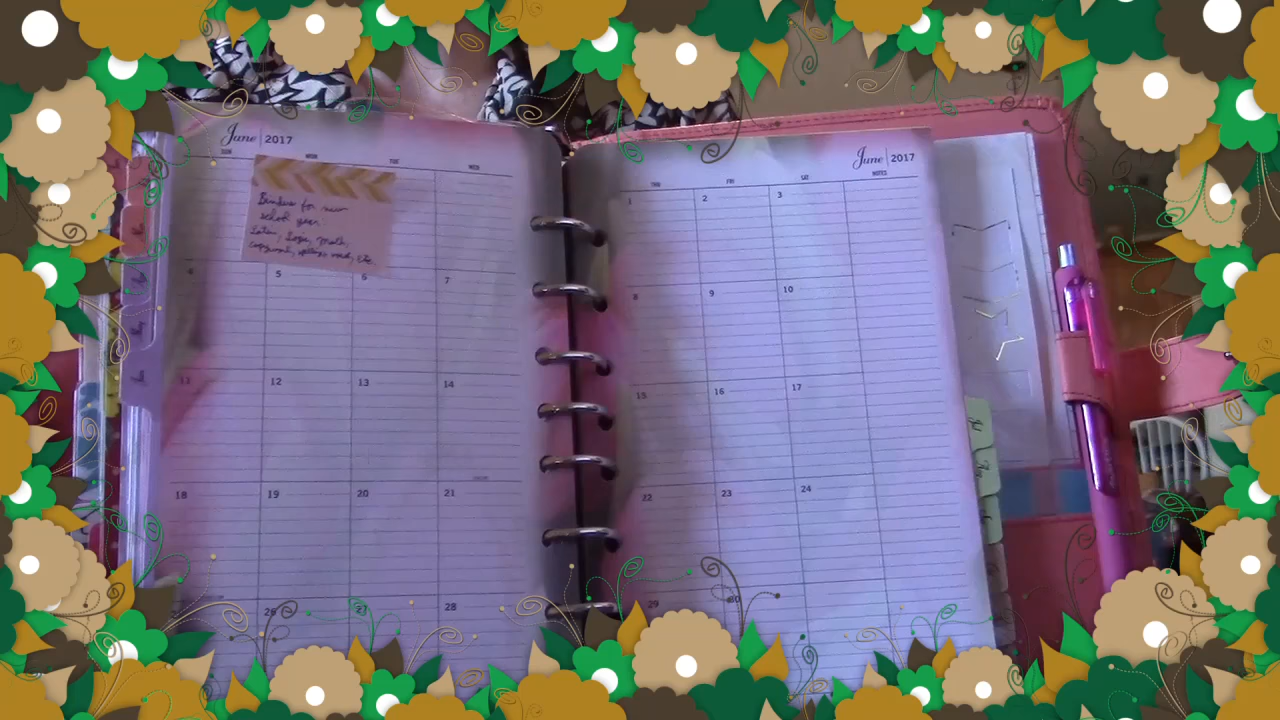 June 2017
SUN MON TUE WED
Binders for new
school year.
Latin, Logic, Math,
copywork, spelling, etc.
4 5 6 7
11 12 13 14
18 19 20 21
26 27 28
June 2017
THU FRI SAT NOTES
1 2 3
8 9 10
15 16 17
22 23 24
29 30